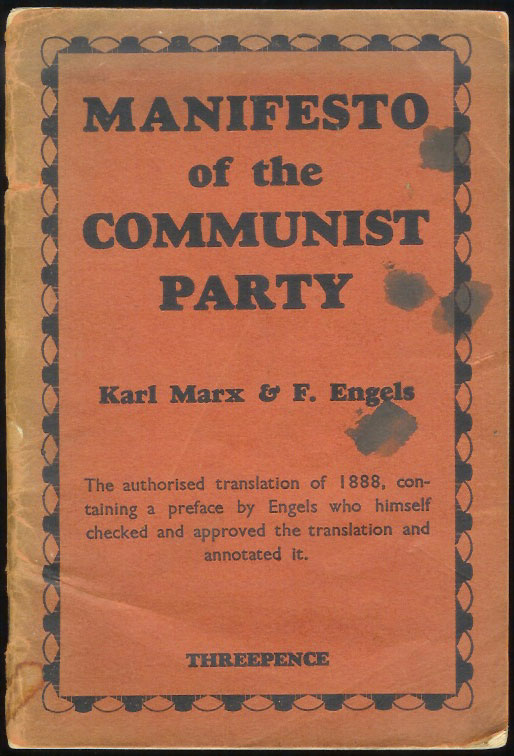 MANIFESTO
of the
COMMUNIST
PARTY
Karl Marx & F. Engels
The authorised translation of 1888, con-
taining a preface by Engels who himself
checked and approved the translation and
annotated it.
THREEPENCE